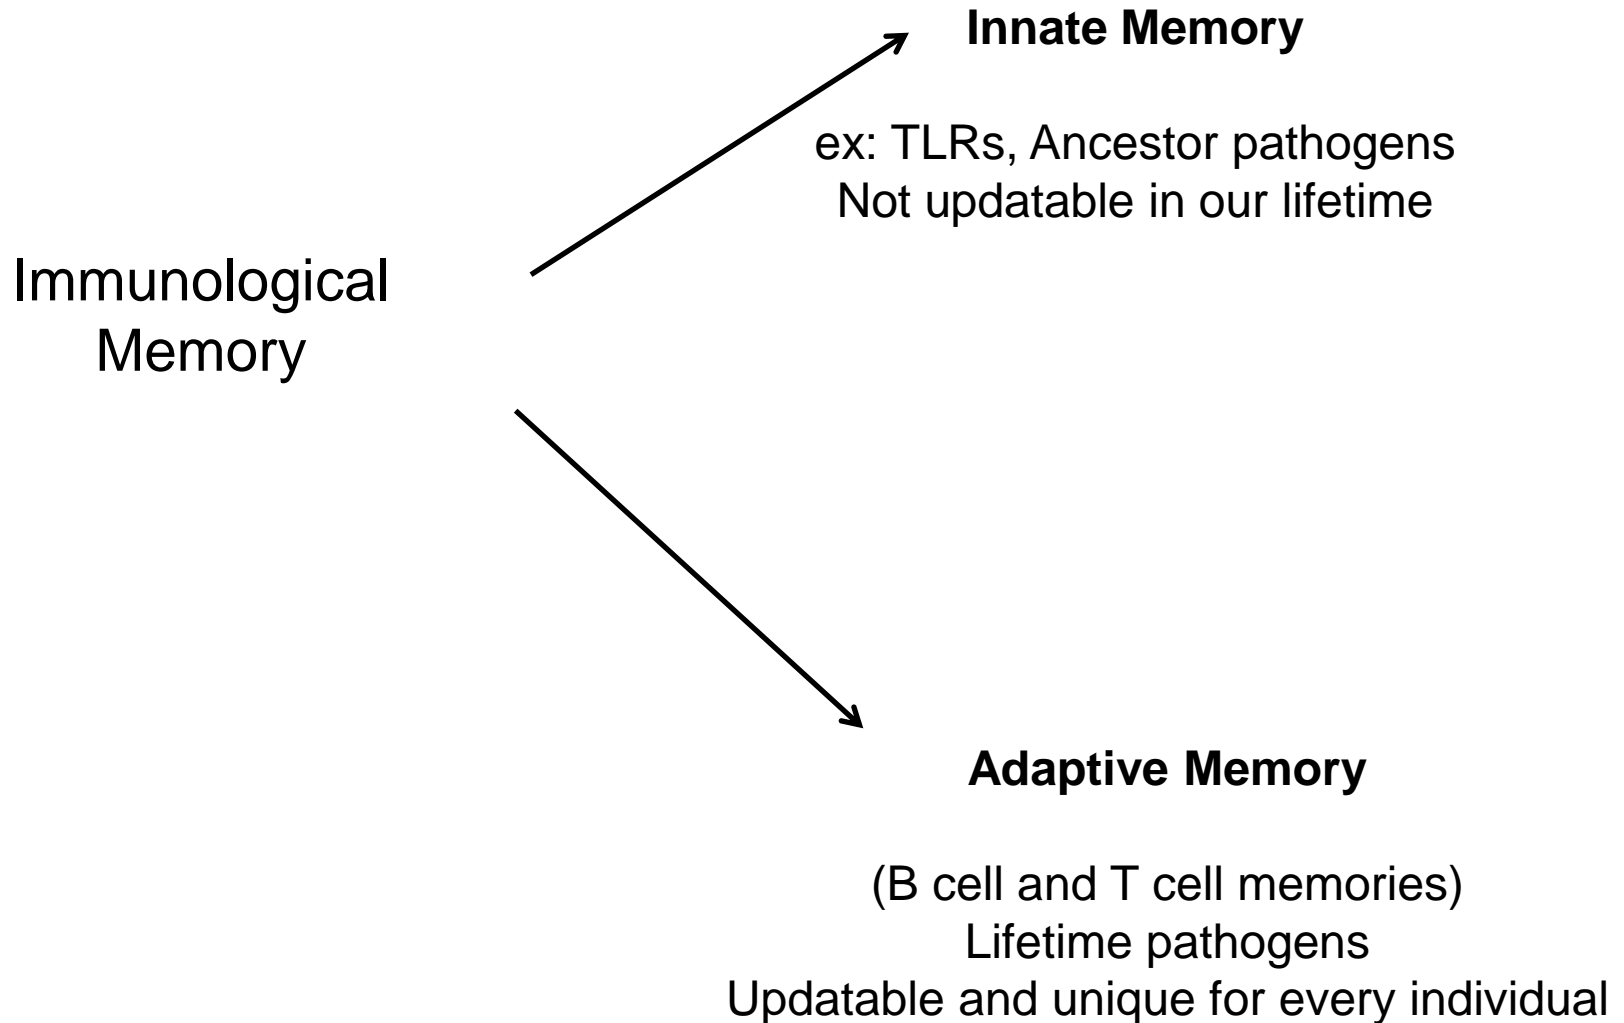 Innate Memory
ex: TLRs, Ancestor pathogens
Not updatable in our lifetime
Immunological
Memory
Adaptive Memory
(B cell and T cell memories)
Lifetime pathogens
Updatable and unique for every individual